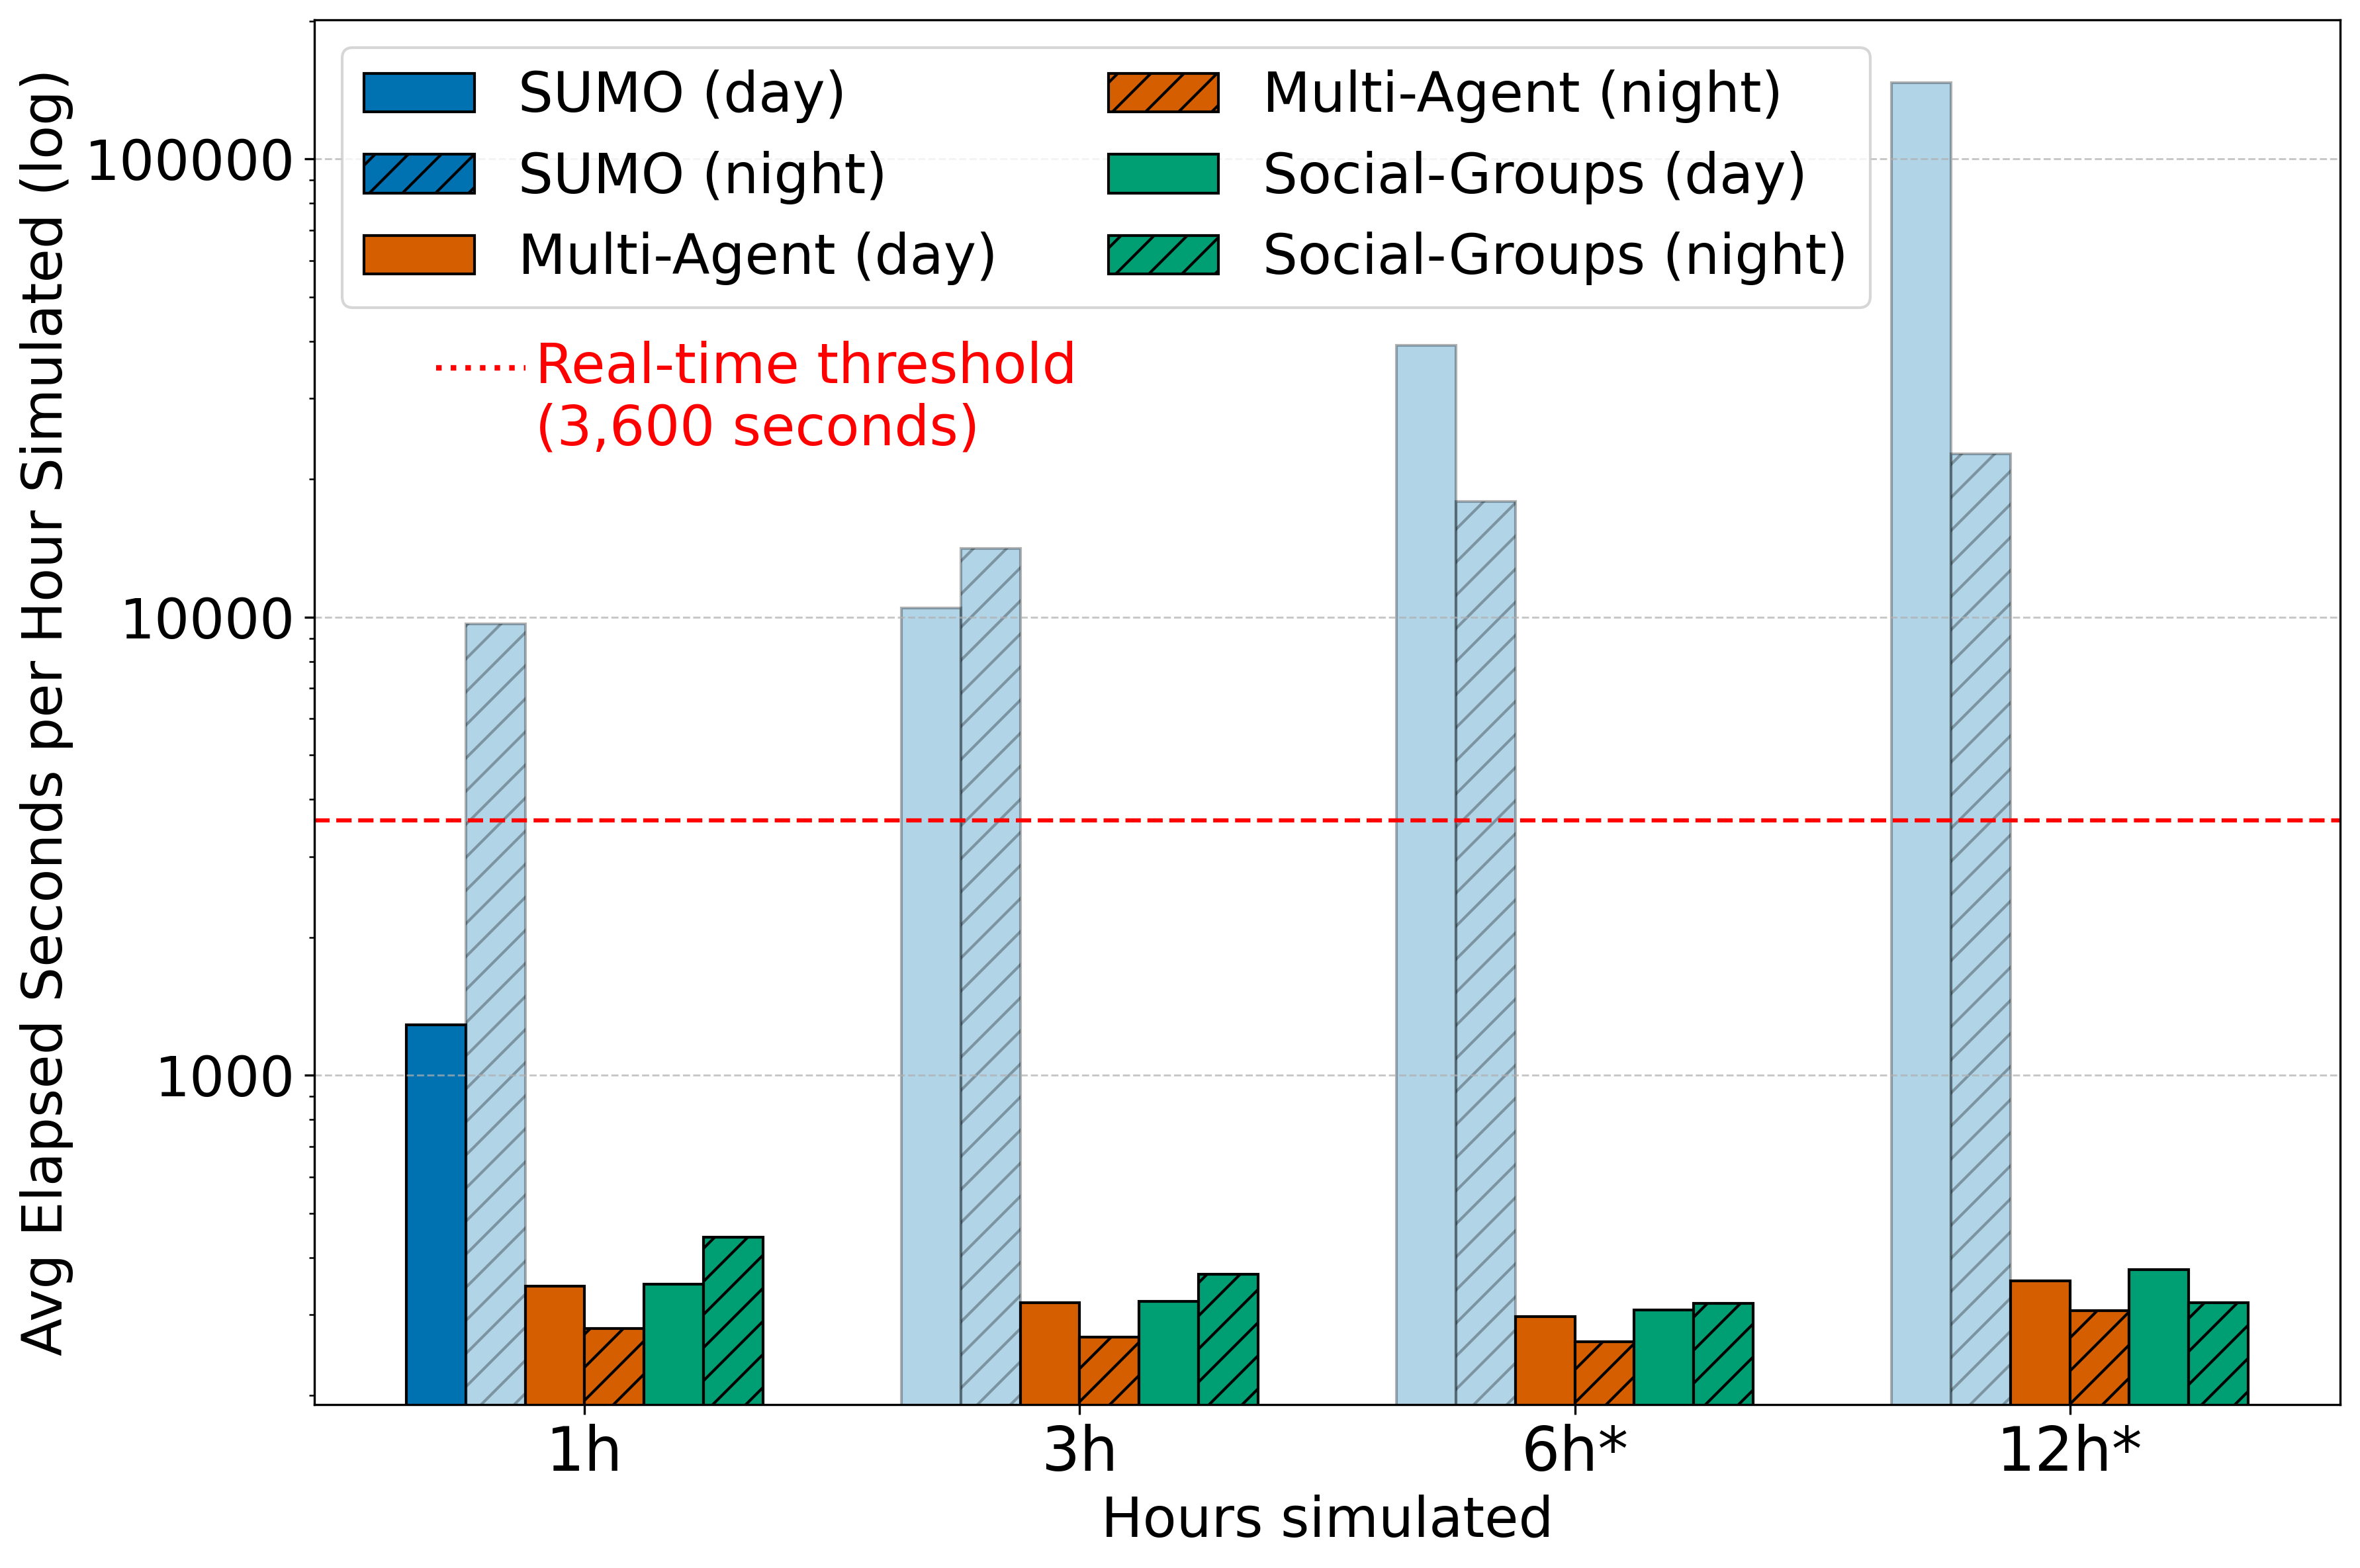 Avg Elapsed Seconds per Hour Simulated (log)
100000
10000
1000
SUMO (day)
SUMO (night)
Multi-Agent (day)
Multi-Agent (night)
Social-Groups (day)
Social-Groups (night)
Real-time threshold
(3,600 seconds)
1h
3h
6h*
12h*
Hours simulated